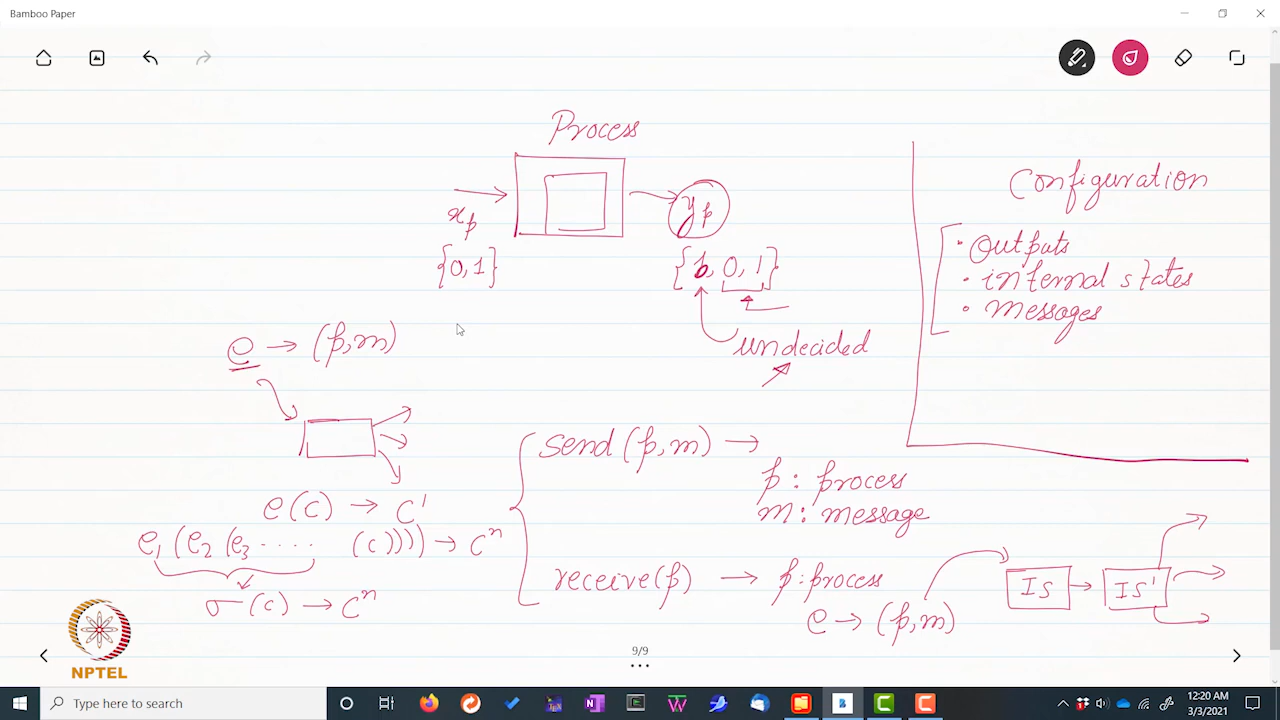 Bamboo Paper
Process
x_p
y_p
{0,1}
{b, 0, 1}
undecided
Configuration
• Outputs
• internal states
• messages
e → (p,m)
e(C) → C'
e₁(e₂(e₃ .... (C)))) → Cⁿ
σ(C) → Cⁿ
send(p,m) →
p : process
m : message
receive(p) → p : process
e → (p,m)
IS → IS'
NPTEL
9/9
Type here to search
12:20 AM
3/3/2021